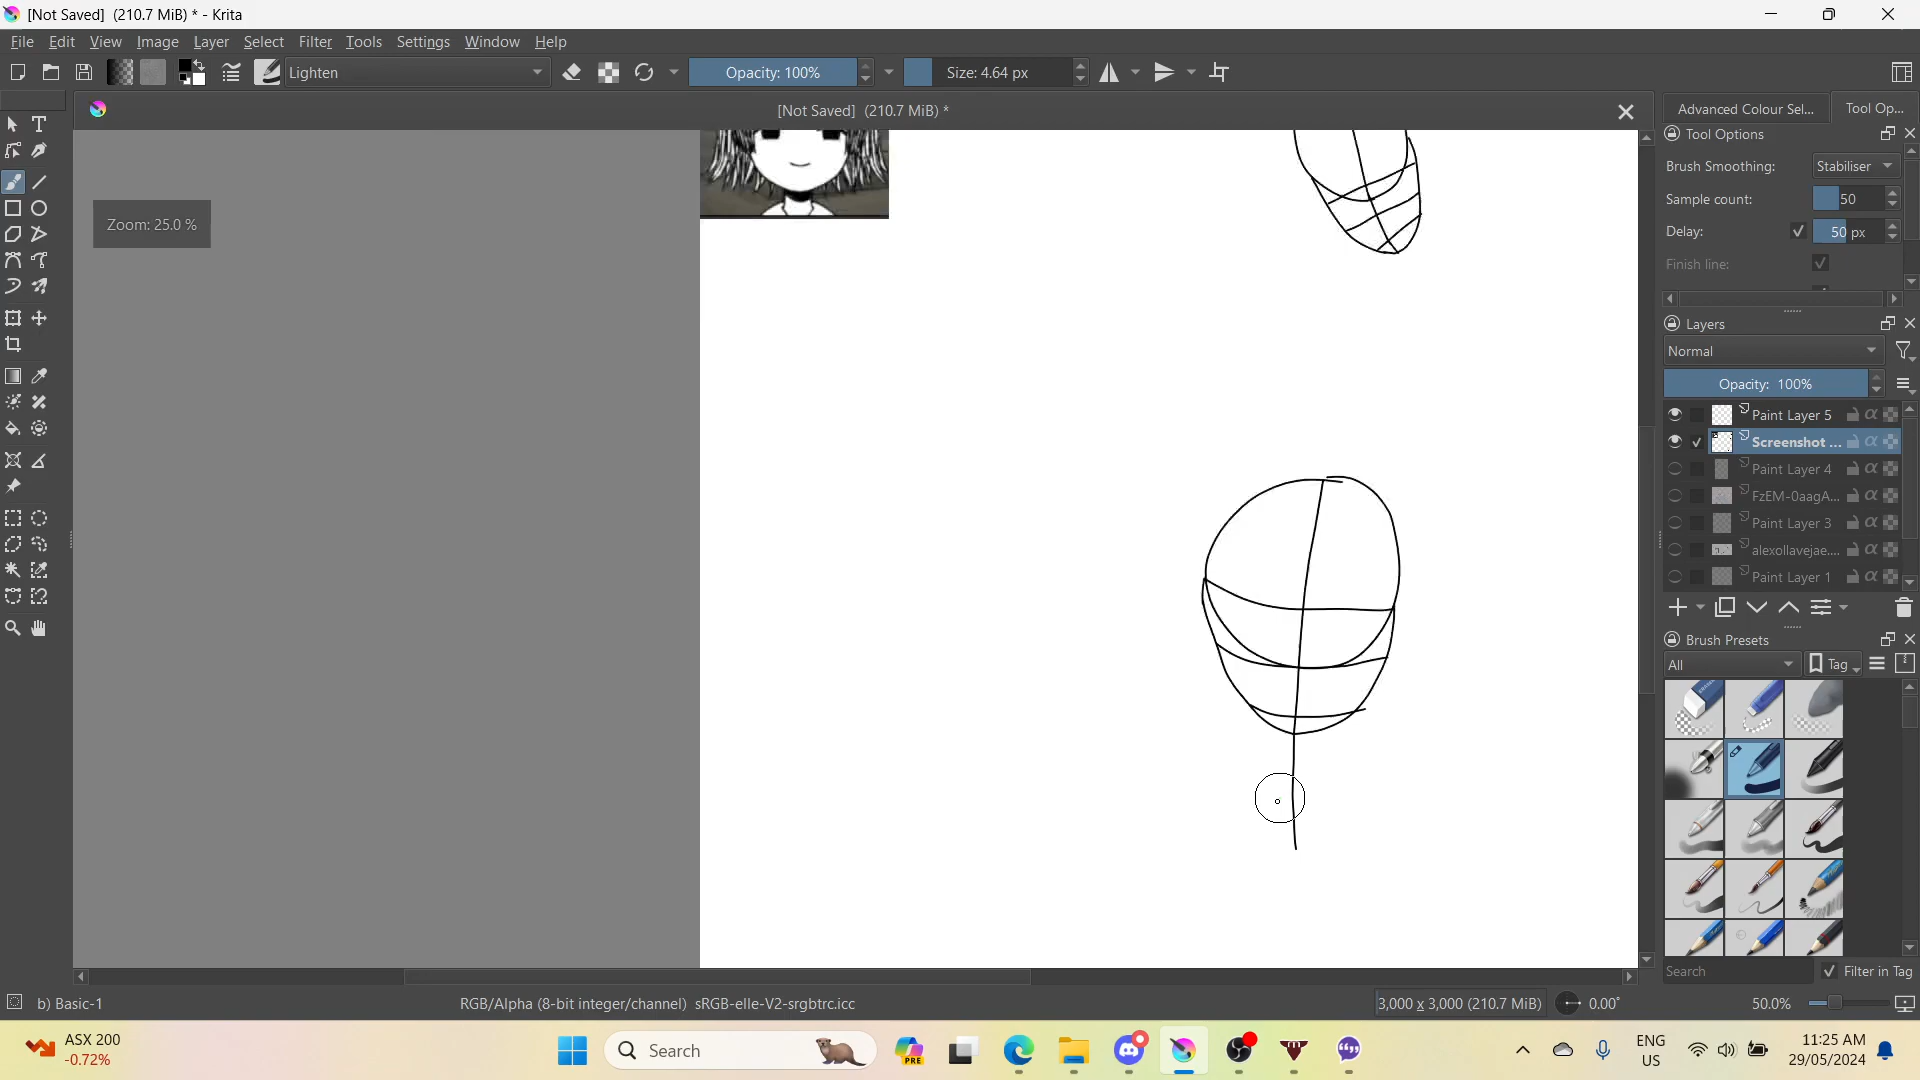 [Not Saved]  (210.7 MiB) * - Krita
File Edit View Image Layer Select Filter Tools Settings Window Help
Lighten
Opacity: 100%
Size: 4.64 px
[Not Saved]  (210.7 MiB) *
Advanced Colour Sel...
Tool Op...
Tool Options
Brush Smoothing: Stabiliser
Sample count: 50
Delay: 50 px
Finish line:
Zoom: 25.0 %
Layers
Normal
Opacity:  100%
Paint Layer 5
Screenshot ...
Paint Layer 4
FzEM-0aagA...
Paint Layer 3
alexollavejae....
Paint Layer 1
Brush Presets
All
Tag
Search
Filter in Tag
b) Basic-1
RGB/Alpha (8-bit integer/channel)  sRGB-elle-V2-srgbtrc.icc
3,000 x 3,000 (210.7 MiB)
0.00°
50.0%
ASX 200
-0.72%
Search
PRE
ENG
US
11:25 AM
29/05/2024